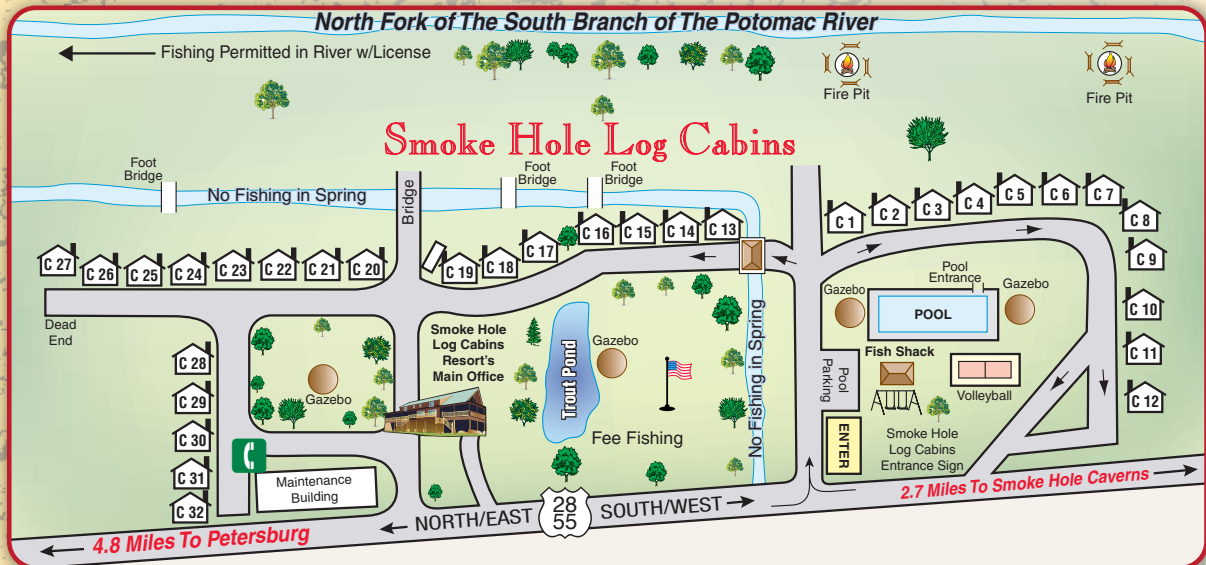 North Fork of The South Branch of The Potomac River
Fishing Permitted in River w/License
Fire Pit
Fire Pit
Smoke Hole Log Cabins
Foot
Bridge
No Fishing in Spring
Bridge
Foot
Bridge
Foot
Bridge
C 27
C 26
C 25
C 24
C 23
C 22
C 21
C 20
C 19
C 18
C 17
C 16
C 15
C 14
C 13
C 1
C 2
C 3
C 4
C 5
C 6
C 7
C 8
C 9
C 10
C 11
C 12
Dead
End
C 28
C 29
C 30
C 31
C 32
Gazebo
Smoke Hole
Log Cabins
Resort's
Main Office
Trout Pond
Gazebo
Fee Fishing
No Fishing in Spring
Gazebo
Pool
Entrance
Gazebo
POOL
Pool
Parking
Fish Shack
Volleyball
ENTER
Smoke Hole
Log Cabins
Entrance Sign
Maintenance
Building
4.8 Miles To Petersburg
NORTH/EAST
28
55
SOUTH/WEST
2.7 Miles To Smoke Hole Caverns